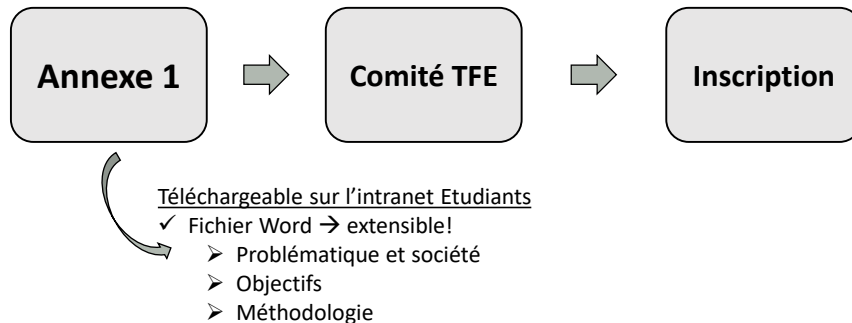 Annexe 1
Comité TFE
Inscription
Téléchargeable sur l’intranet Etudiants
✓ Fichier Word → extensible!
➢ Problématique et société
➢ Objectifs
➢ Méthodologie